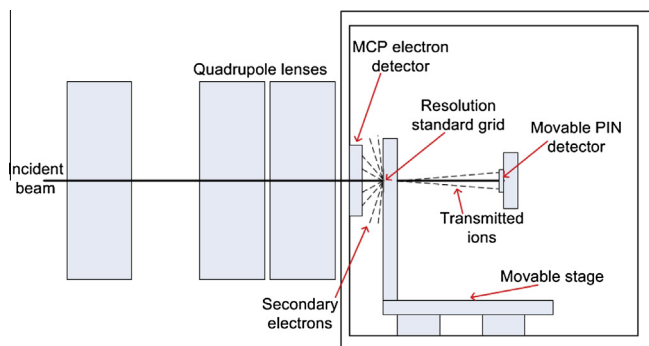 MCP electron
detector
Quadrupole lenses
Resolution
standard grid
Movable PIN
detector
Incident
beam
Transmitted
ions
Movable stage
Secondary
electrons